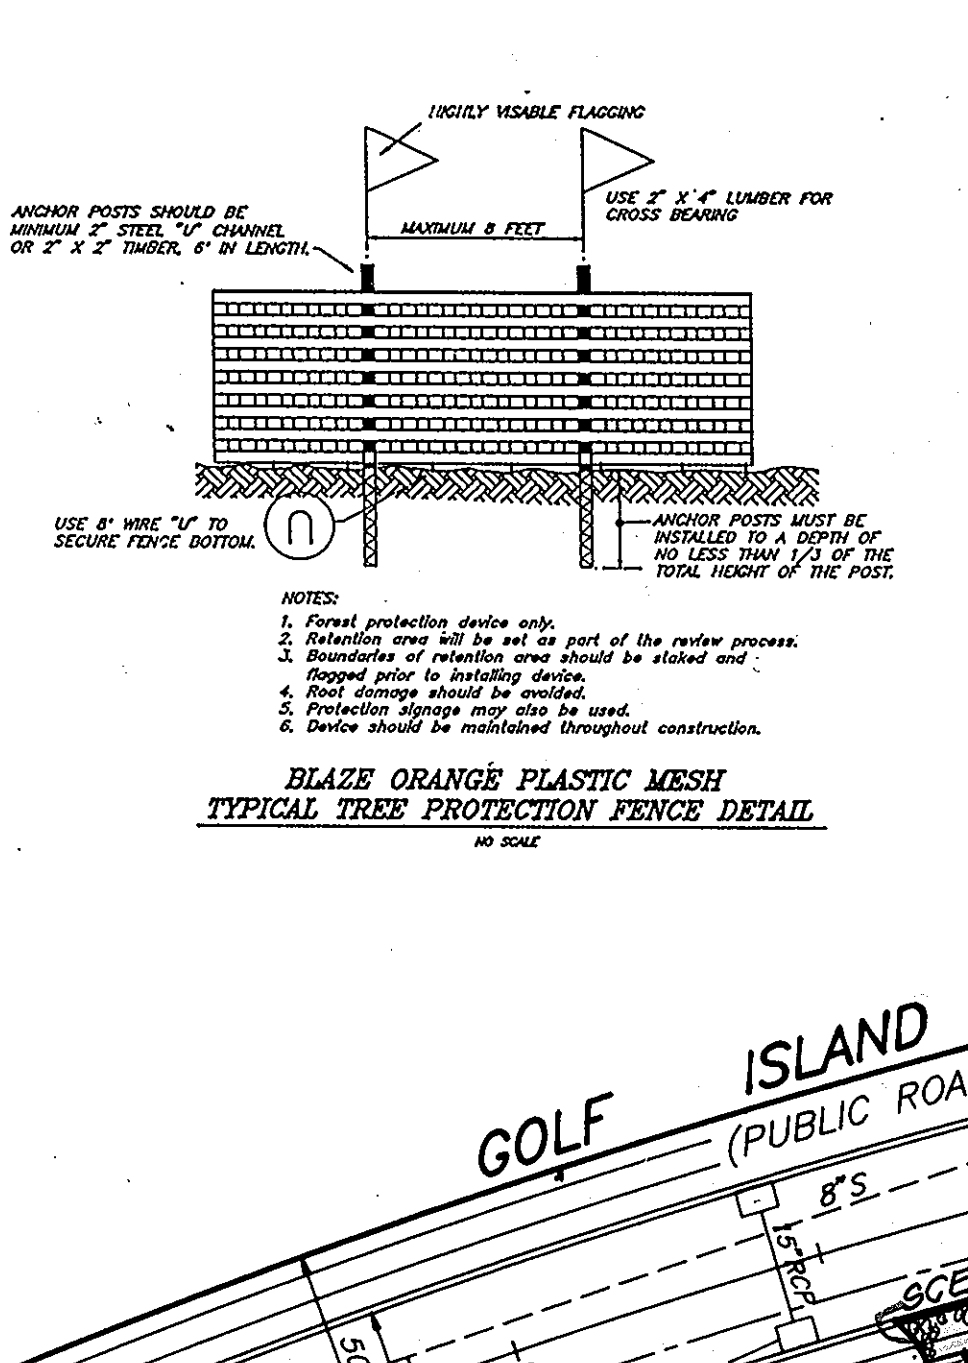 HIGHLY VISABLE FLAGGING
ANCHOR POSTS SHOULD BE
MINIMUM 2" STEEL "U" CHANNEL
OR 2" X 2" TIMBER, 6' IN LENGTH.
USE 2" X 4" LUMBER FOR
CROSS BEARING
MAXIMUM 8 FEET
USE 8" WIRE "U" TO
SECURE FENCE BOTTOM.
ANCHOR POSTS MUST BE
INSTALLED TO A DEPTH OF
NO LESS THAN 1/3 OF THE
TOTAL HEIGHT OF THE POST.
NOTES:
1. Forest protection device only.
2. Retention area will be set as part of the review process.
3. Boundaries of retention area should be staked and
flagged prior to installing device.
4. Root damage should be avoided.
5. Protection signage may also be used.
6. Device should be maintained throughout construction.
BLAZE ORANGE PLASTIC MESH
TYPICAL TREE PROTECTION FENCE DETAIL
NO SCALE
GOLF ISLAND
(PUBLIC ROA
8"S
15"RCP
SCE
50